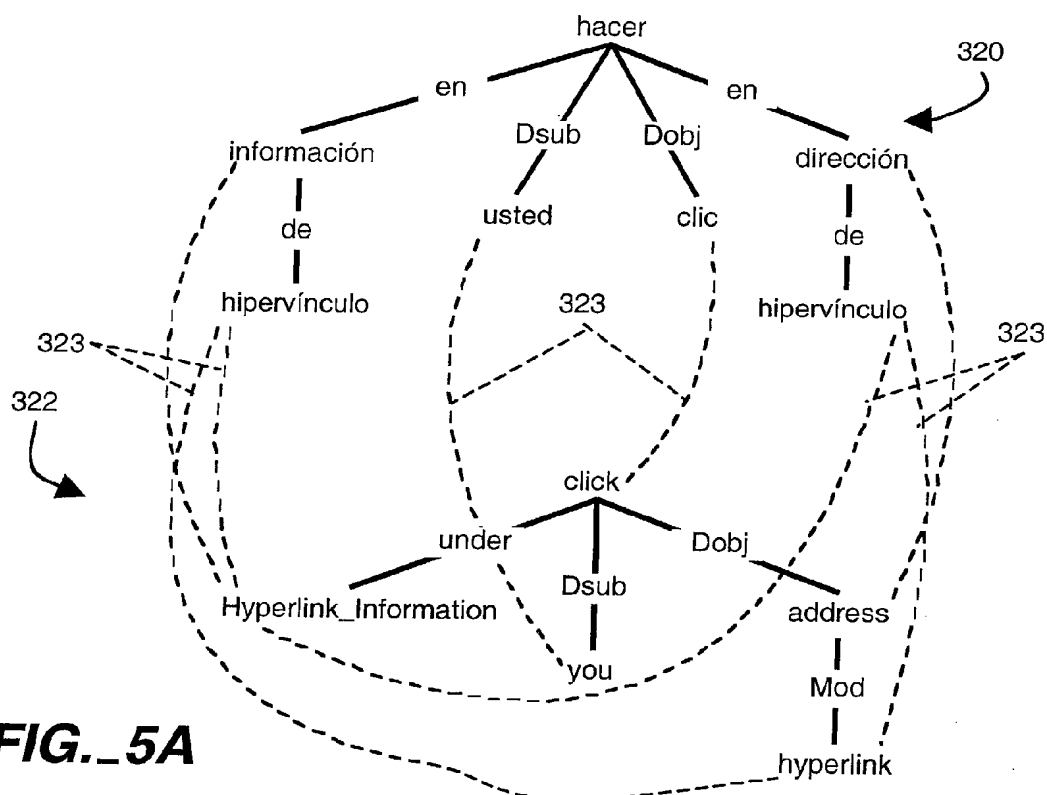 hacer
320
en
en
Dsub
Dobj
información
dirección
usted
clic
de
de
hipervínculo
323
hipervínculo
323
323
322
click
under
Dobj
Dsub
Hyperlink_Information
address
you
Mod
FIG._5A
hyperlink